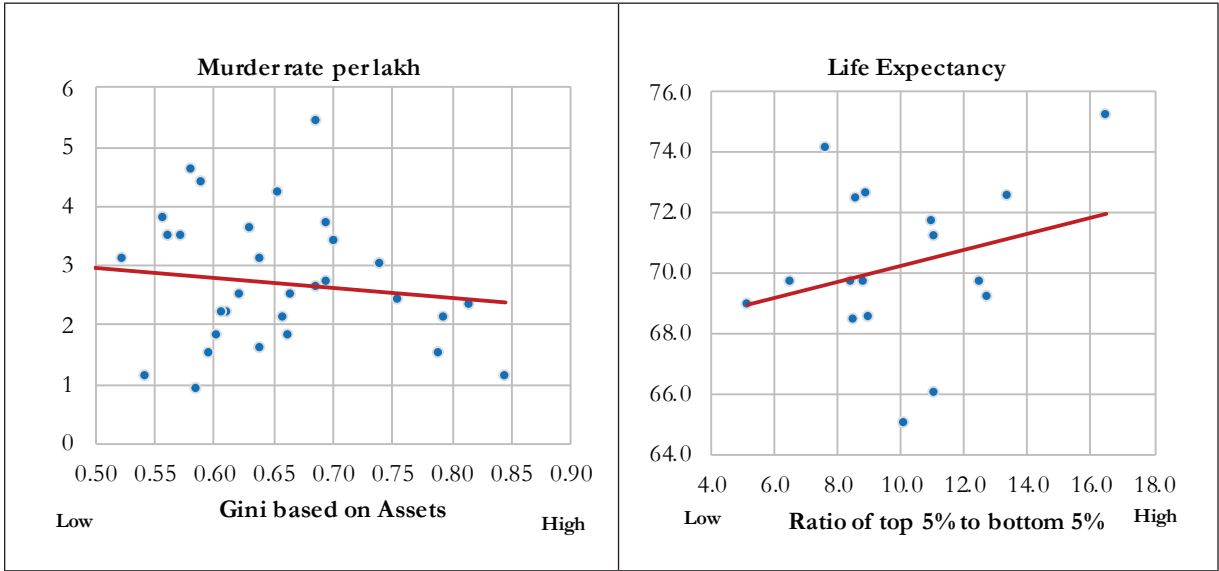 Murder rate per lakh
6
5
4
3
2
1
0
0.50 0.55 0.60 0.65 0.70 0.75 0.80 0.85 0.90
Low Gini based on Assets High
Life Expectancy
76.0
74.0
72.0
70.0
68.0
66.0
64.0
4.0 6.0 8.0 10.0 12.0 14.0 16.0 18.0
Low Ratio of top 5% to bottom 5% High